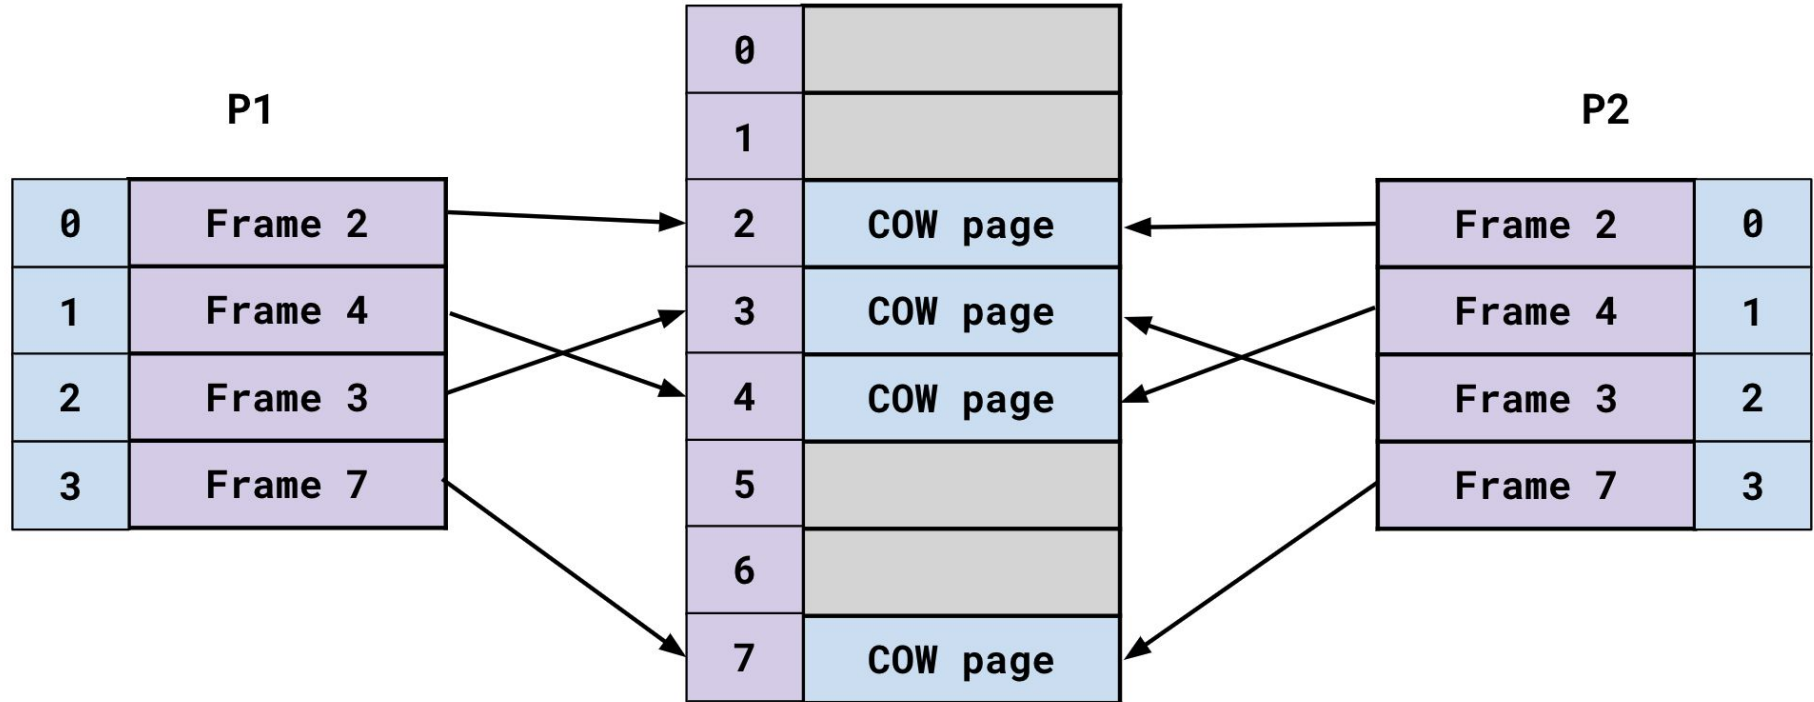 0
1
P1 P2
0 Frame 2 2 COW page Frame 2 0
1 Frame 4 3 COW page Frame 4 1
2 Frame 3 4 COW page Frame 3 2
3 Frame 7 5 Frame 7 3
6
7 COW page